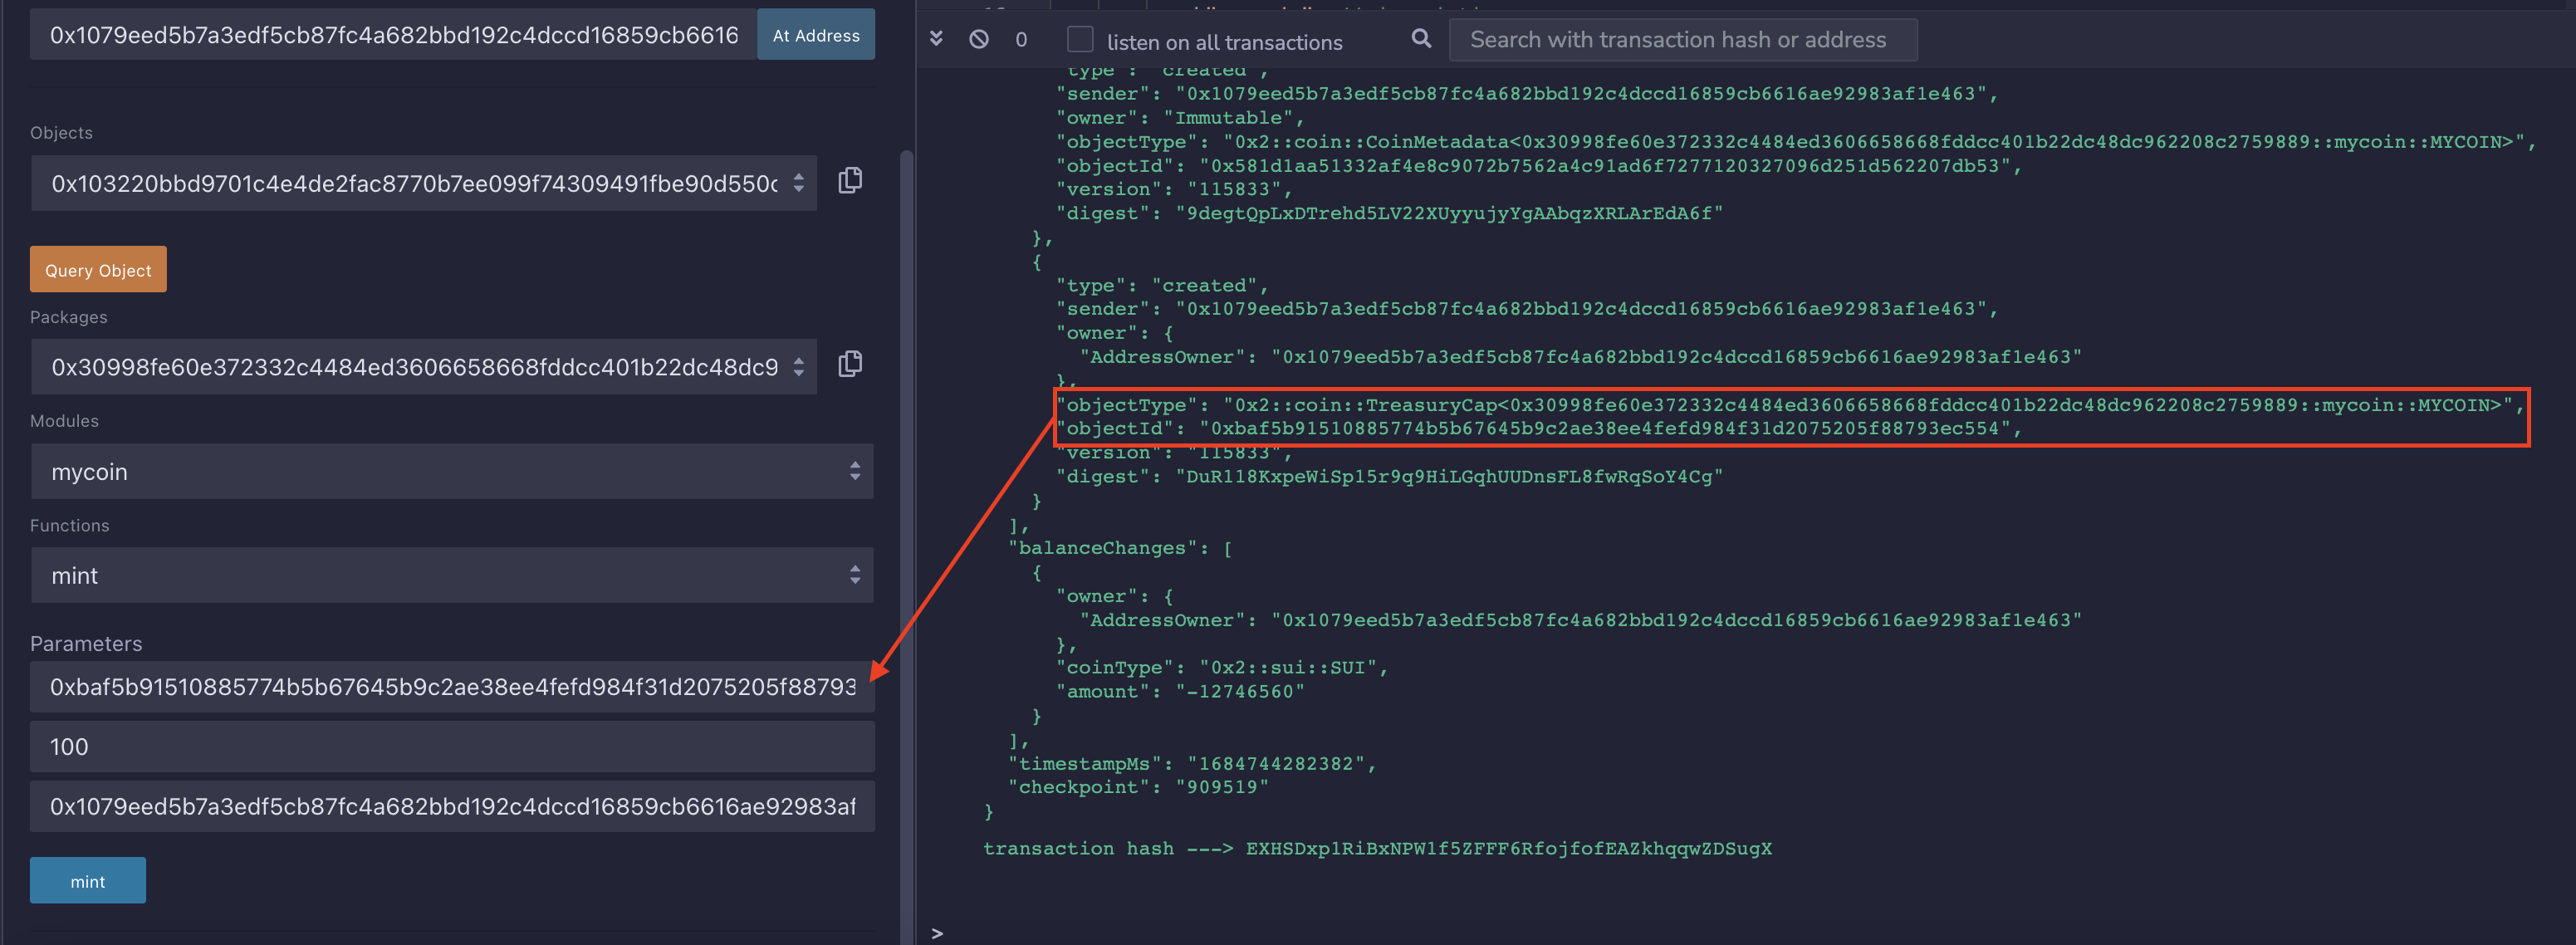 0x1079eed5b7a3edf5cb87fc4a682bbd192c4dccd16859cb6616
At Address
Objects
0x103220bbd9701c4e4de2fac8770b7ee099f74309491fbe90d550c
Query Object
Packages
0x30998fe60e372332c4484ed3606658668fddcc401b22dc48dc9
Modules
mycoin
Functions
mint
Parameters
0xbaf5b91510885774b5b67645b9c2ae38ee4fefd984f31d2075205f88793
100
0x1079eed5b7a3edf5cb87fc4a682bbd192c4dccd16859cb6616ae92983af
mint
0
listen on all transactions
Search with transaction hash or address
"type": "created",
"sender": "0x1079eed5b7a3edf5cb87fc4a682bbd192c4dccd16859cb6616ae92983af1e463",
"owner": "Immutable",
"objectType": "0x2::coin::CoinMetadata<0x30998fe60e372332c4484ed3606658668fddcc401b22dc48dc962208c2759889::mycoin::MYCOIN>",
"objectId": "0x581d1aa51332af4e8c9072b7562a4c91ad6f7277120327096d251d562207db53",
"version": "115833",
"digest": "9degtQpLxDTrehd5LV22XUyyujyYgAAbqzXRLArEdA6f"
},
{
"type": "created",
"sender": "0x1079eed5b7a3edf5cb87fc4a682bbd192c4dccd16859cb6616ae92983af1e463",
"owner": {
"AddressOwner": "0x1079eed5b7a3edf5cb87fc4a682bbd192c4dccd16859cb6616ae92983af1e463"
},
"objectType": "0x2::coin::TreasuryCap<0x30998fe60e372332c4484ed3606658668fddcc401b22dc48dc962208c2759889::mycoin::MYCOIN>",
"objectId": "0xbaf5b91510885774b5b67645b9c2ae38ee4fefd984f31d2075205f88793ec554",
"version": "115833",
"digest": "DuR118KxpeWiSp15r9q9HiLGqhUUDnsFL8fwRqSoY4Cg"
}
],
"balanceChanges": [
{
"owner": {
"AddressOwner": "0x1079eed5b7a3edf5cb87fc4a682bbd192c4dccd16859cb6616ae92983af1e463"
},
"coinType": "0x2::sui::SUI",
"amount": "-12746560"
}
],
"timestampMs": "1684744282382",
"checkpoint": "909519"
}
transaction hash ---> EXHSDxp1RiBxNPW1f5ZFFF6RfojfofEAZkhqqwZDSugX
>